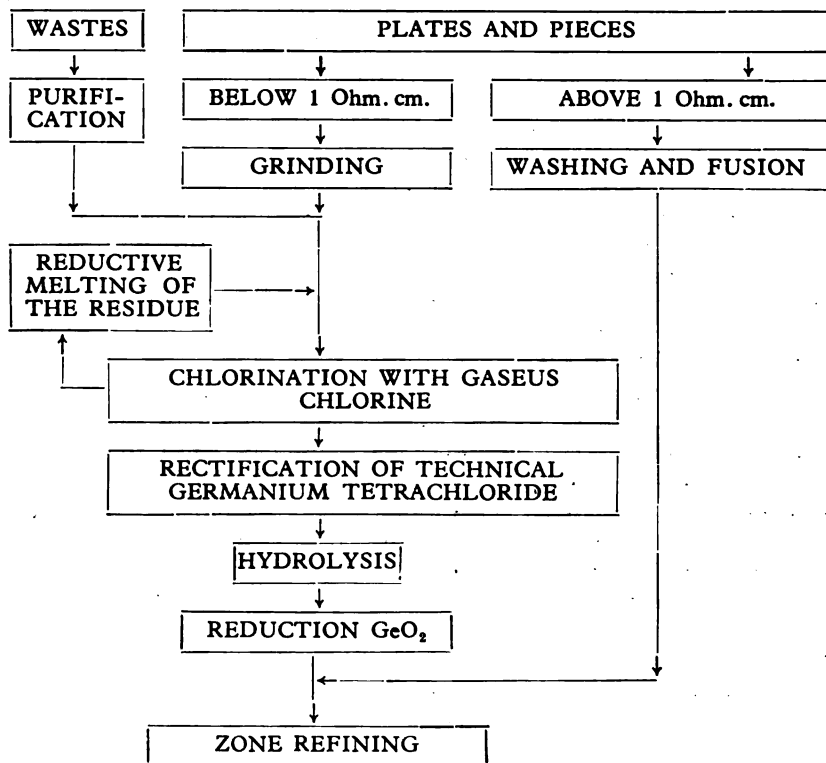 WASTES
PLATES AND PIECES
PURIFI-
CATION
BELOW 1 Ohm.cm.
ABOVE 1 Ohm.cm.
GRINDING
WASHING AND FUSION
REDUCTIVE
MELTING OF
THE RESIDUE
CHLORINATION WITH GASEUS
CHLORINE
RECTIFICATION OF TECHNICAL
GERMANIUM TETRACHLORIDE
HYDROLYSIS
REDUCTION GeO₂
ZONE REFINING